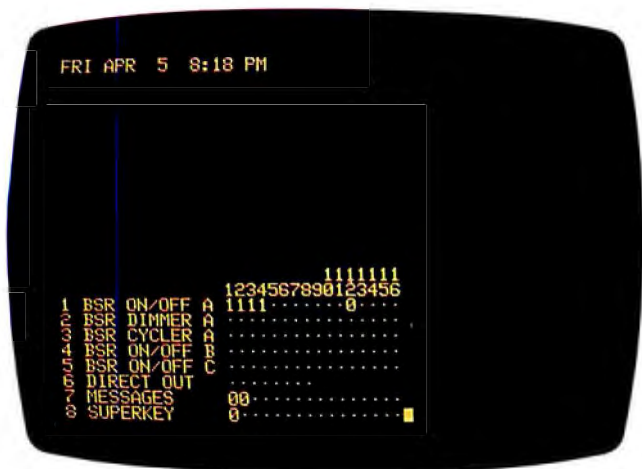 FRI APR 5 8:18 PM
1111111
1234567890123456
1 BSR ON/OFF A 1111·······0····
2 BSR DIMMER A ················
3 BSR CYCLER A ················
4 BSR ON/OFF B ················
5 BSR ON/OFF C ················
6 DIRECT OUT ········
7 MESSAGES 00··············
8 SUPERKEY 0···············